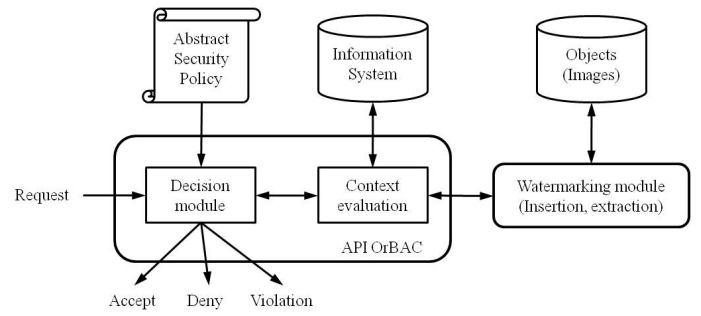 Abstract
Security
Policy
Information
System
Objects
(Images)
Request
Decision
module
Context
evaluation
Watermarking module
(Insertion, extraction)
API OrBAC
Accept
Deny
Violation